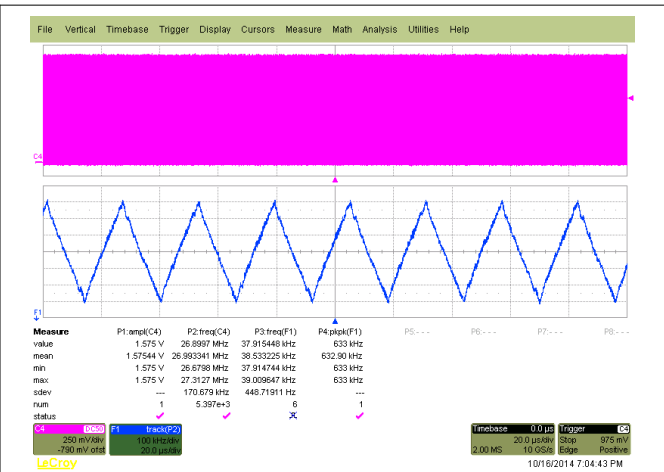 File Vertical Timebase Trigger Display Cursors Measure Math Analysis Utilities Help
C4
F1
Measure P1:ampl(C4) P2:freq(C4) P3:freq(F1) P4:pkpk(F1) P5:- - - P6:- - - P7:- - - P8:- - -
value 1.575 V 26.8997 MHz 37.915448 kHz 633 kHz
mean 1.57544 V 26.993341 MHz 38.533225 kHz 632.90 kHz
min 1.575 V 26.6798 MHz 37.914744 kHz 633 kHz
max 1.575 V 27.3127 MHz 39.009647 kHz 633 kHz
sdev --- 170.679 kHz 448.71911 Hz ---
num 1 5.397e+3 6 1
status
C4 DC50 F1 track(P2) Timebase 0.0 µs Trigger C4
250 mV/div 100 kHz/div 20.0 µs/div Stop 975 mV
-790 mV ofst 20.0 µs/div 2.00 MS 10 GS/s Edge Positive
LeCroy 10/16/2014 7:04:43 PM